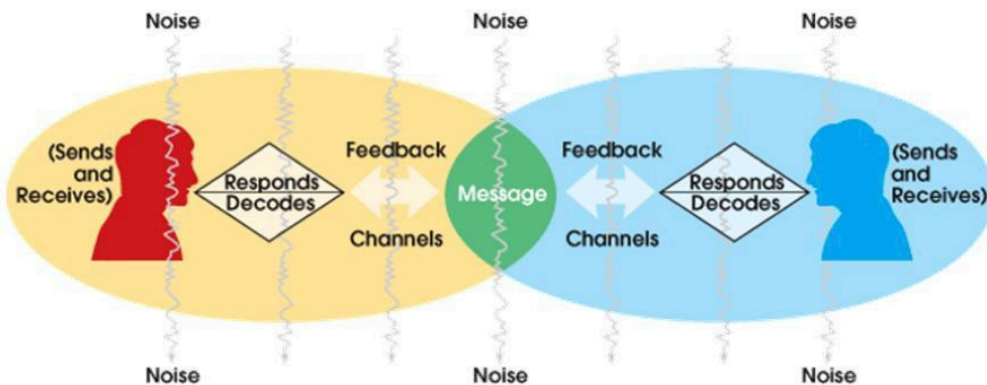 Noise Noise Noise
(Sends and Receives)
Responds
Decodes
Feedback
Channels
Message
Feedback
Channels
Responds
Decodes
(Sends and Receives)
Noise Noise Noise